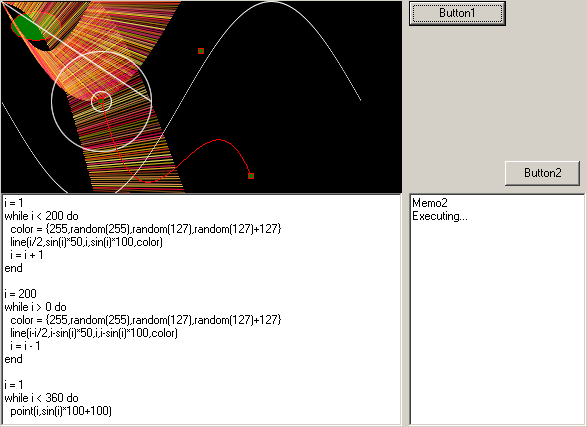 Button1
Button2
i = 1
while i < 200 do
color = {255,random(255),random(127),random(127)+127}
line(i/2,sin(i)*50,i,sin(i)*100,color)
i = i + 1
end
i = 200
while i > 0 do
color = {255,random(255),random(127),random(127)+127}
line(i-i/2,i-sin(i)*50,i,i-sin(i)*100,color)
i = i - 1
end
i = 1
while i < 360 do
point(i,sin(i)*100+100)
Memo2
Executing...